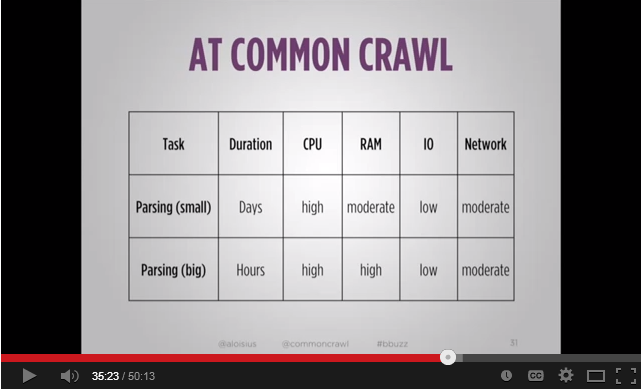 AT COMMON CRAWL
Task Duration CPU RAM IO Network
Parsing (small) Days high moderate low moderate
Parsing (big) Hours high high low moderate
@aloisius @commoncrawl #bbuzz 31
35:23 / 50:13 CC